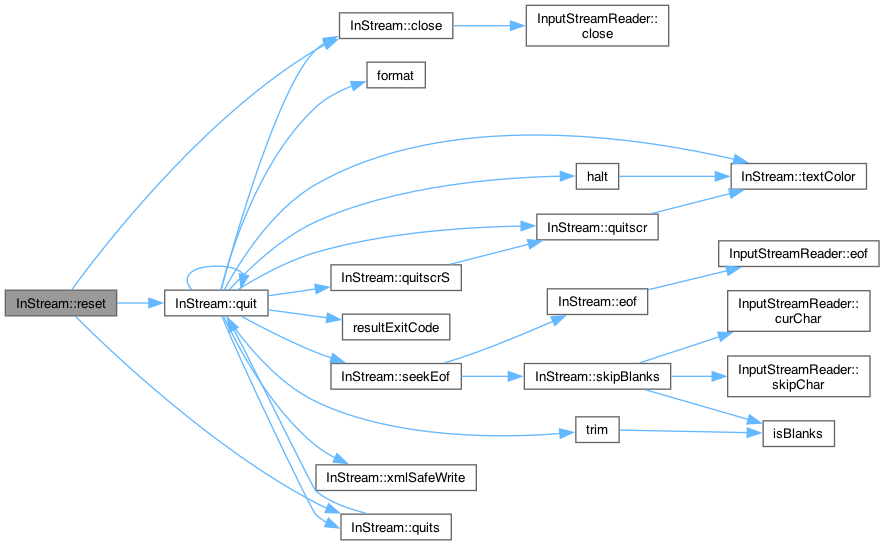 InStream::close
InputStreamReader::
close
format
halt
InStream::textColor
InStream::quitscr
InputStreamReader::eof
InStream::quitscrS
InStream::reset
InStream::quit
InStream::eof
InputStreamReader::
curChar
resultExitCode
InStream::seekEof
InStream::skipBlanks
InputStreamReader::
skipChar
trim
isBlanks
InStream::xmlSafeWrite
InStream::quits